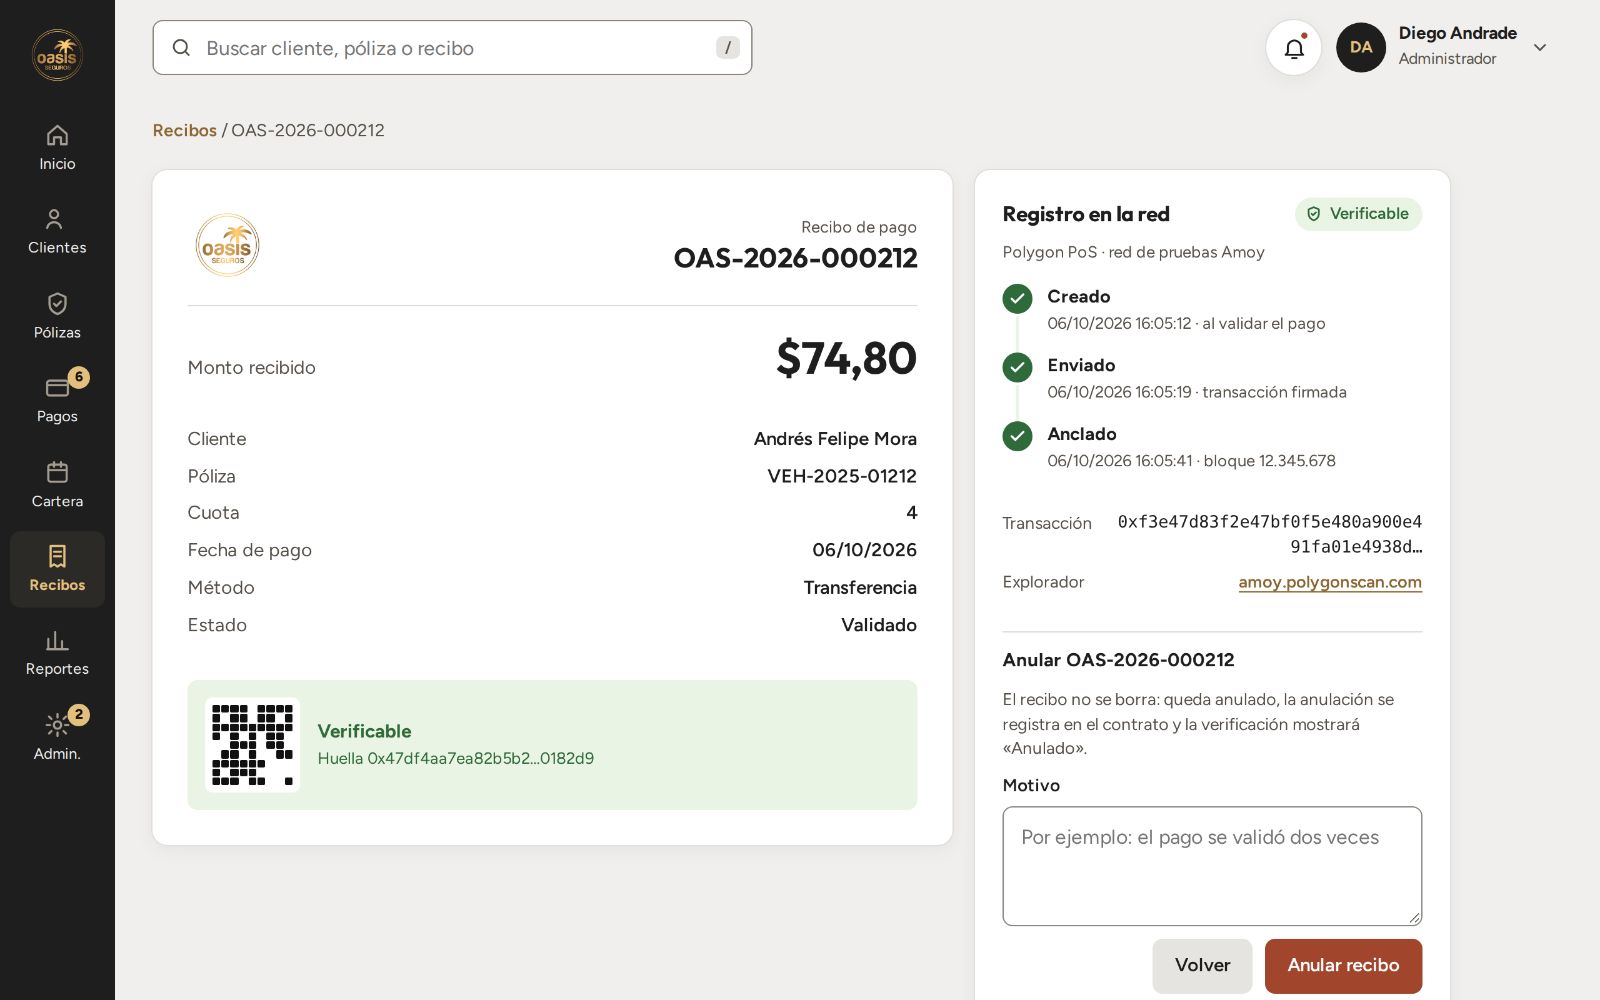 oasis
SEGUROS
Inicio
Clientes
Pólizas
6
Pagos
Cartera
Recibos
Reportes
2
Admin.
Buscar cliente, póliza o recibo
/
DA
Diego Andrade
Administrador
Recibos / OAS-2026-000212
oasis
SEGUROS
Recibo de pago
OAS-2026-000212
Monto recibido $74,80
Cliente Andrés Felipe Mora
Póliza VEH-2025-01212
Cuota 4
Fecha de pago 06/10/2026
Método Transferencia
Estado Validado
Verificable
Huella 0x47df4aa7ea82b5b2…0182d9
Registro en la red Verificable
Polygon PoS · red de pruebas Amoy
Creado
06/10/2026 16:05:12 · al validar el pago
Enviado
06/10/2026 16:05:19 · transacción firmada
Anclado
06/10/2026 16:05:41 · bloque 12.345.678
Transacción 0xf3e47d83f2e47bf0f5e480a900e4
91fa01e4938d…
Explorador amoy.polygonscan.com
Anular OAS-2026-000212
El recibo no se borra: queda anulado, la anulación se
registra en el contrato y la verificación mostrará
«Anulado».
Motivo
Por ejemplo: el pago se validó dos veces
Volver Anular recibo